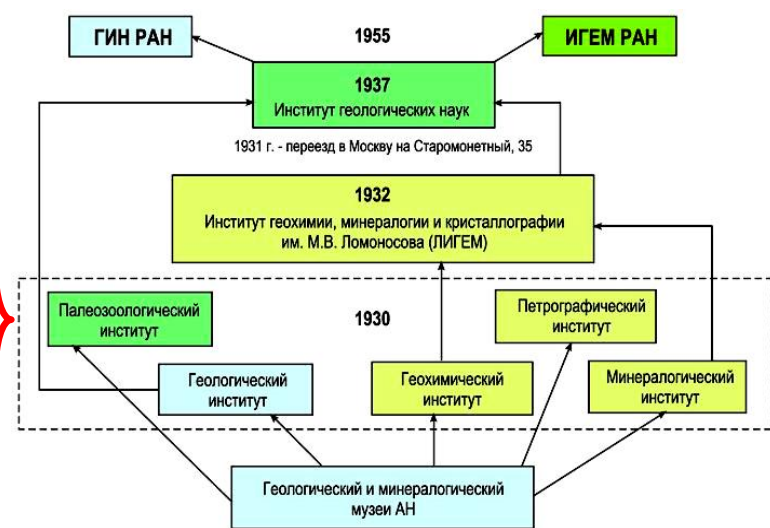 ГИН РАН
1955
ИГЕМ РАН
1937
Институт геологических наук
1931 г. - переезд в Москву на Старомонетный, 35
1932
Институт геохимии, минералогии и кристаллографии
им. М.В. Ломоносова (ЛИГЕМ)
Палеозоологический
институт
1930
Петрографический
институт
Геологический
институт
Геохимический
институт
Минералогический
институт
Геологический и минералогический
музеи АН